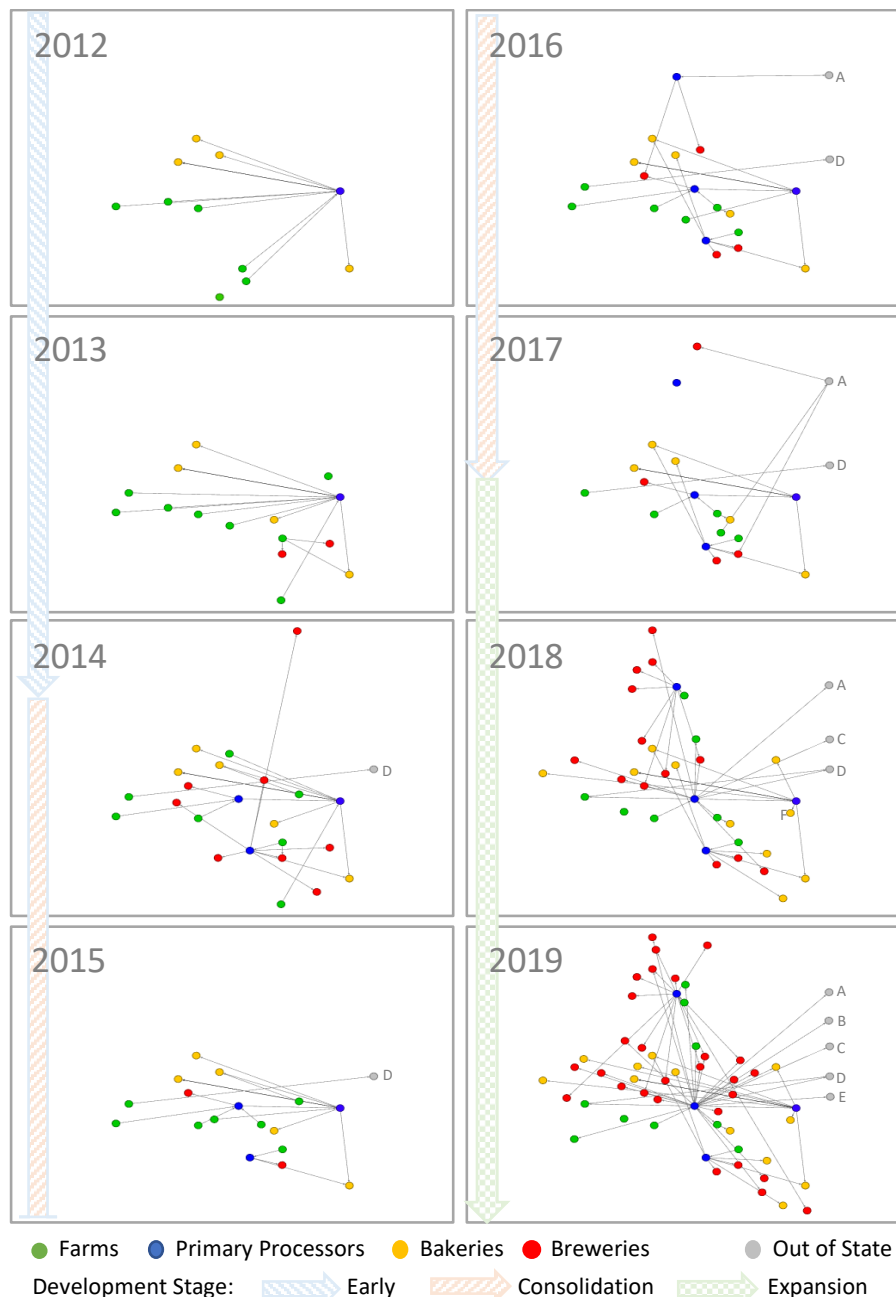 2012
2013
2014
D
2015
D
2016
A
D
2017
A
D
2018
A
C
D
F
2019
A
B
C
D
E
Farms Primary Processors Bakeries Breweries Out of State
Development Stage: Early Consolidation Expansion